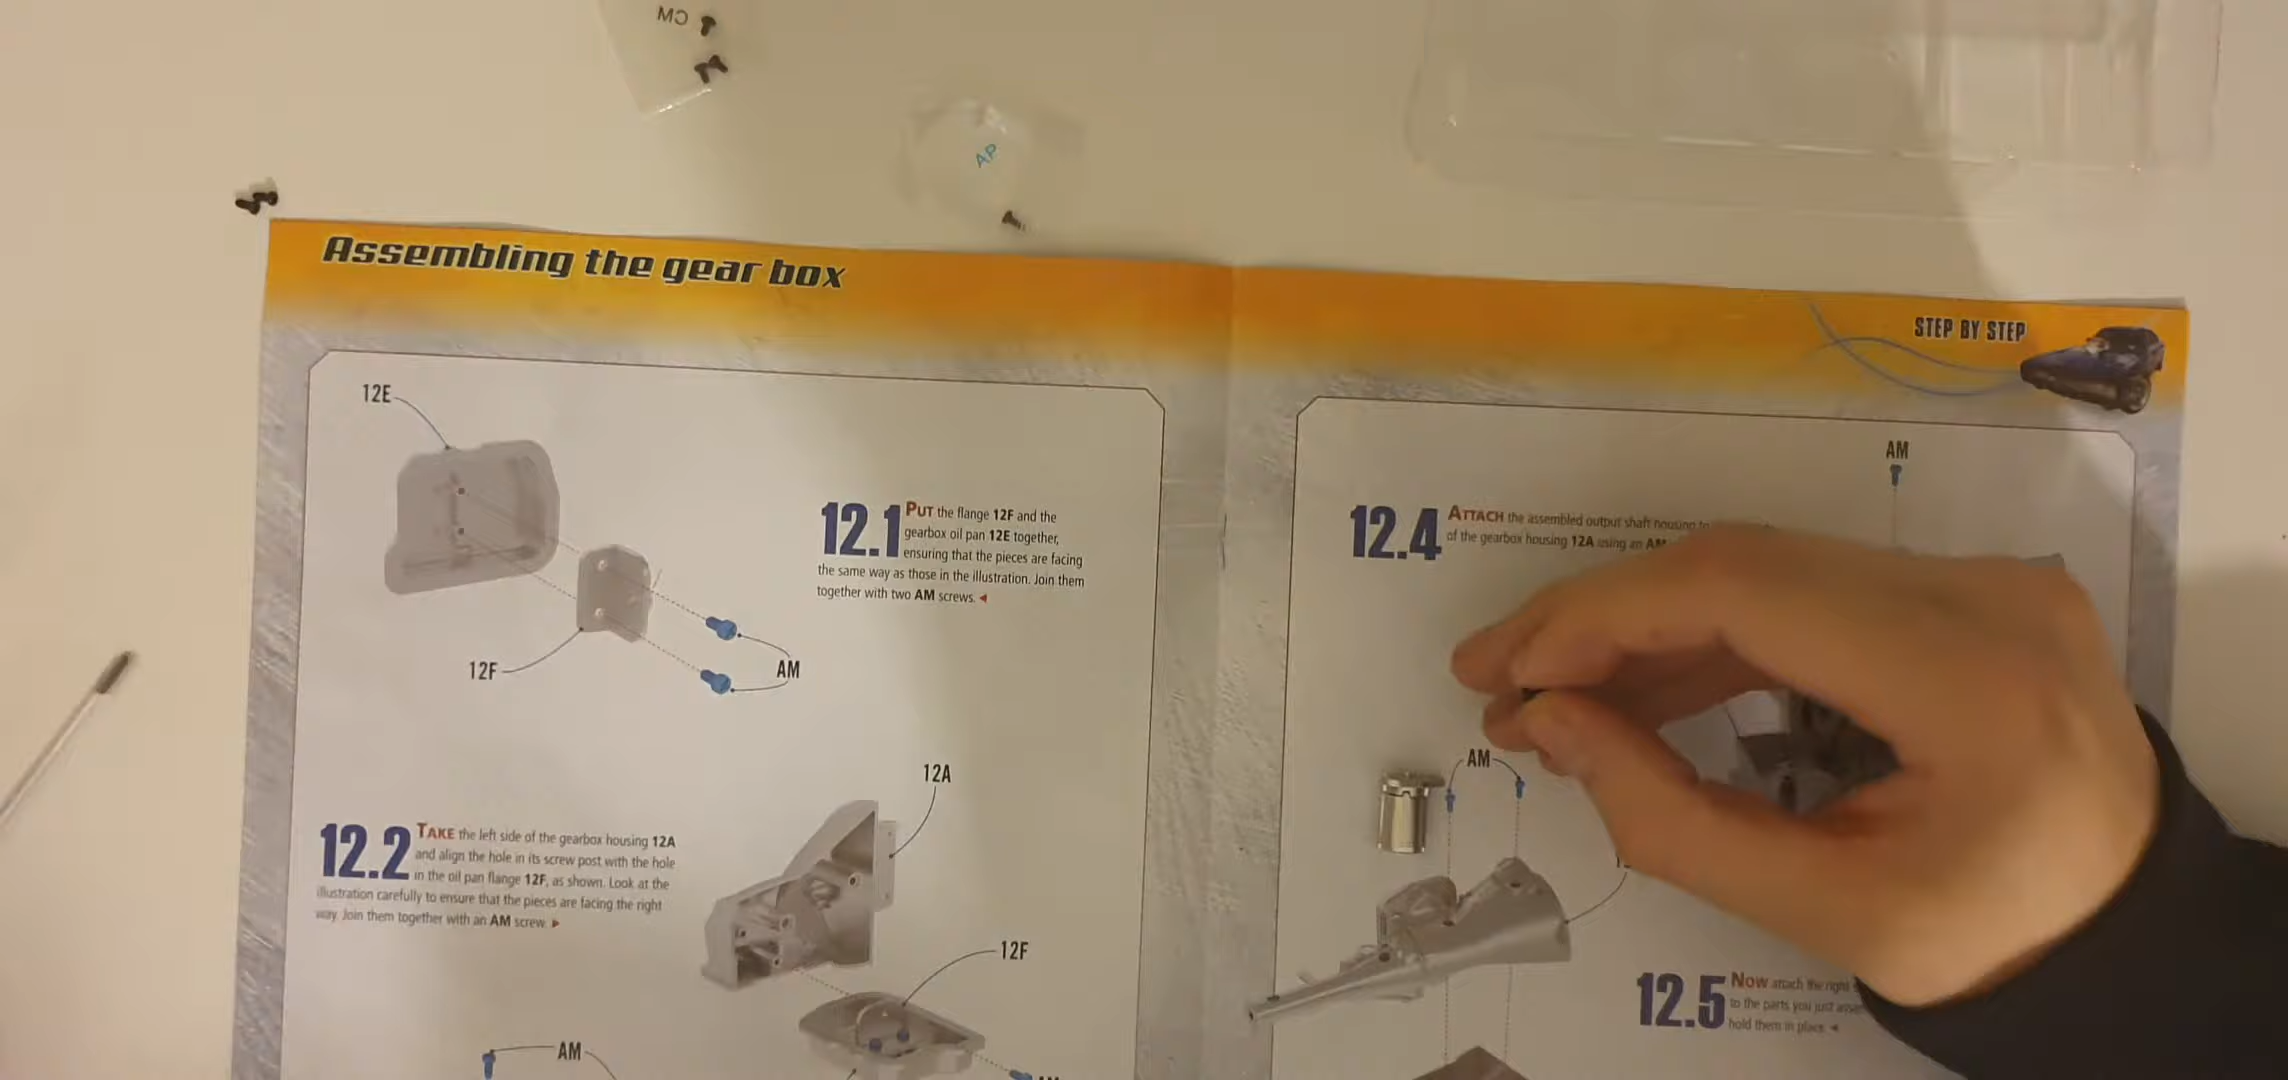 CM
AP
Assembling the gear box
STEP BY STEP
12E
12F
AM
12.1 PUT the flange 12F and the
gearbox oil pan 12E together,
ensuring that the pieces are facing
the same way as those in the illustration. Join them
together with two AM screws.
12.2 TAKE the left side of the gearbox housing 12A
and align the hole in its screw post with the hole
in the oil pan flange 12F, as shown. Look at the
illustration carefully to ensure that the pieces are facing the right
way. Join them together with an AM screw.
12A
12F
AM
AM
12.4 ATTACH the assembled output shaft housing to
of the gearbox housing 12A using an AM
AM
12.5 NOW attach the right
to the parts you just
hold them in place.